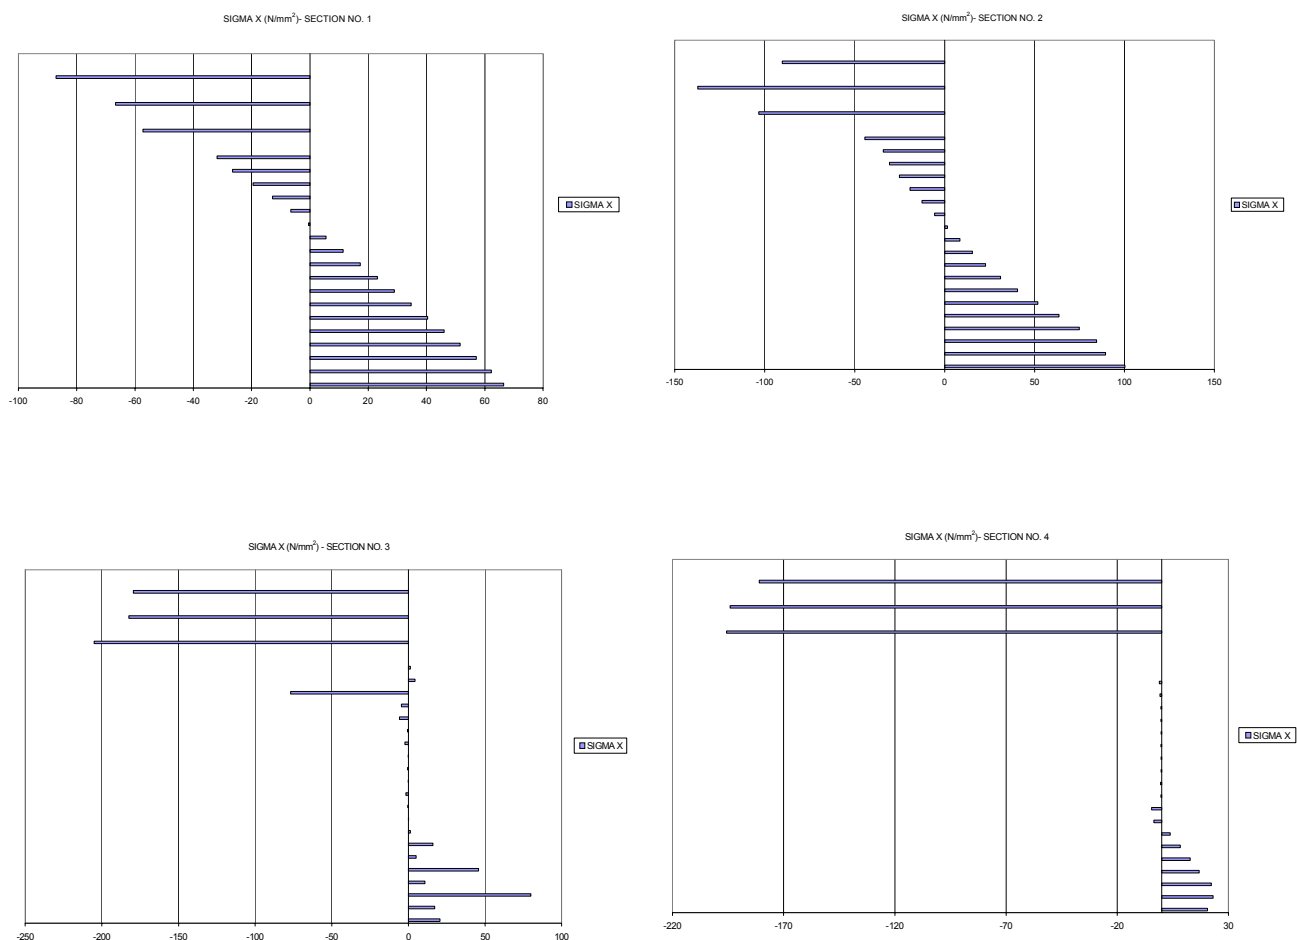 SIGMA X (N/mm²)- SECTION NO. 1
SIGMA X
-100 -80 -60 -40 -20 0 20 40 60 80
SIGMA X (N/mm²)- SECTION NO. 2
SIGMA X
-150 -100 -50 0 50 100 150
SIGMA X (N/mm²) - SECTION NO. 3
SIGMA X
-250 -200 -150 -100 -50 0 50 100
SIGMA X (N/mm²)- SECTION NO. 4
SIGMA X
-220 -170 -120 -70 -20 30